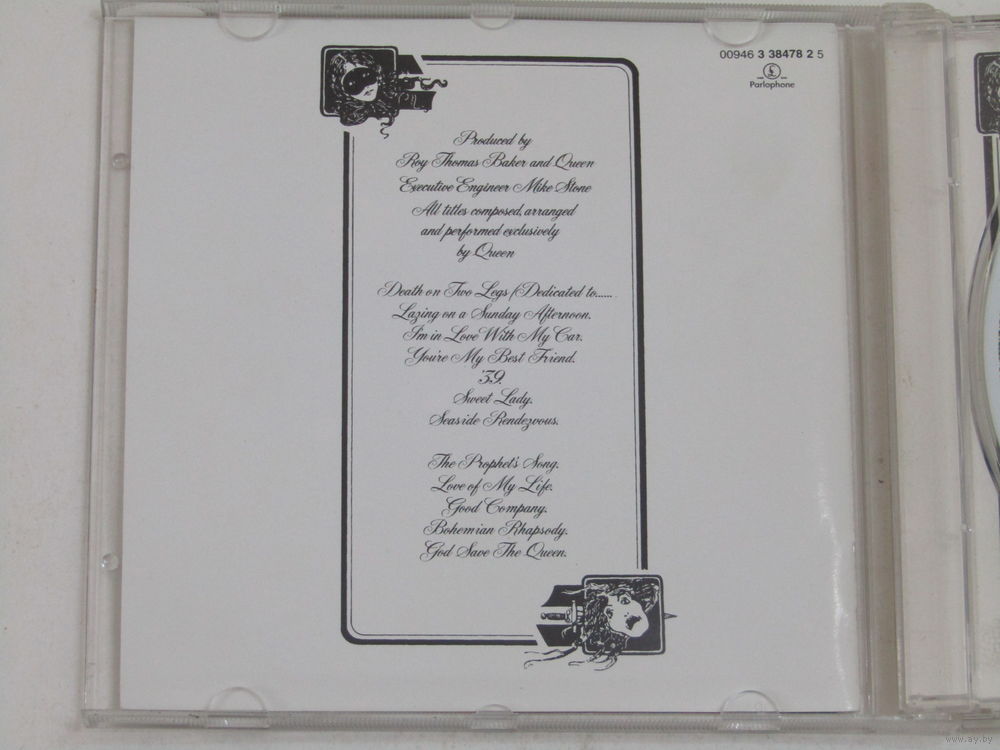 00946 3 38478 2 5
Parlophone
Produced by
Roy Thomas Baker and Queen
Executive Engineer Mike Stone
All titles composed, arranged
and performed exclusively
by Queen
Death on Two Legs (Dedicated to......
Lazing on a Sunday Afternoon.
I'm in Love With My Car.
You're My Best Friend.
'39.
Sweet Lady.
Seaside Rendezvous.
The Prophet's Song.
Love of My Life.
Good Company.
Bohemian Rhapsody.
God Save The Queen.
www.ay.by